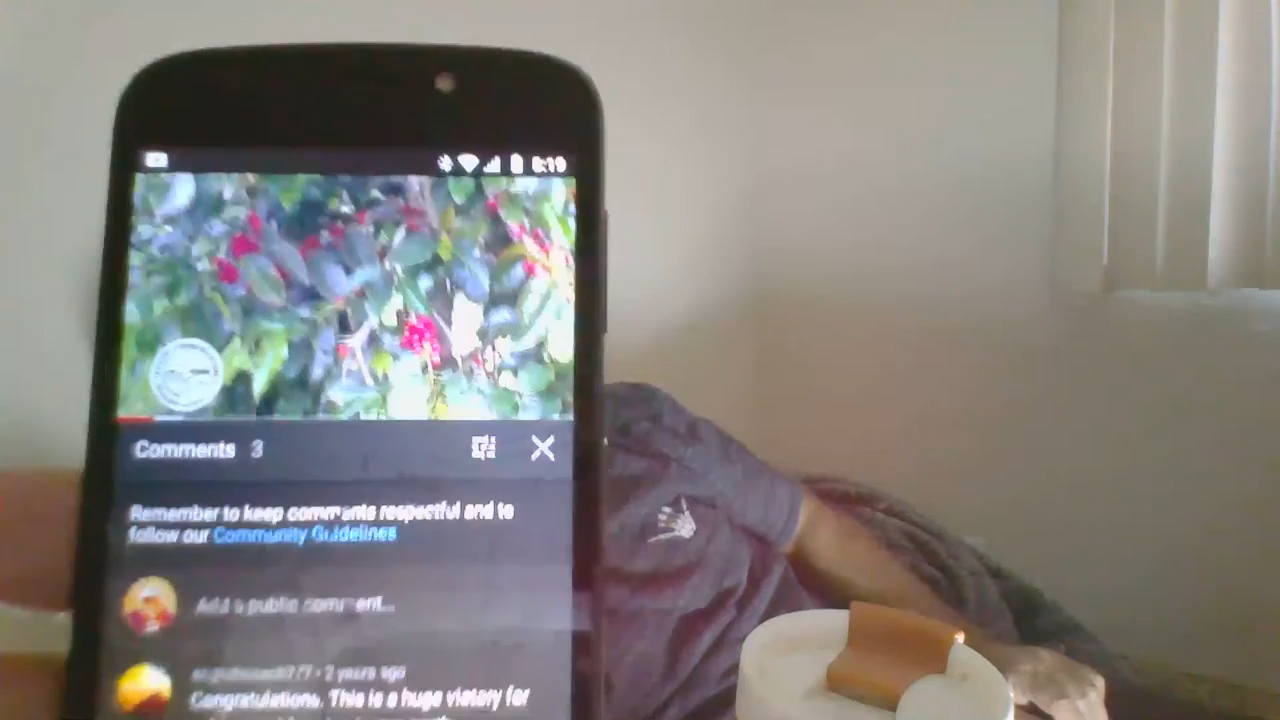 8:19
Comments 3
Remember to keep comments respectful and to
follow our Community Guidelines
Add a public comment...
2 years ago
Congratulations. This is a huge victory for